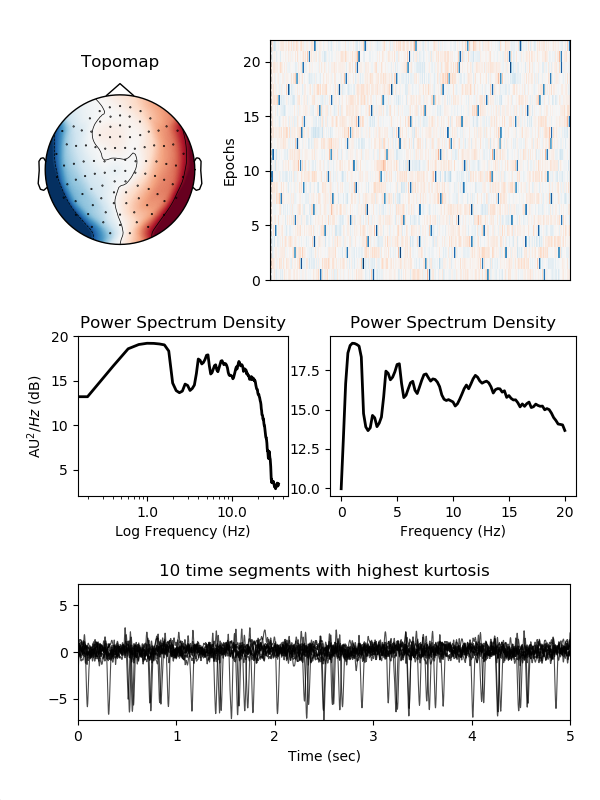 Topomap
Epochs
20
15
10
5
0
Power Spectrum Density
AU²/Hz (dB)
20
15
10
5
1.0 10.0
Log Frequency (Hz)
Power Spectrum Density
17.5
15.0
12.5
10.0
0 5 10 15 20
Frequency (Hz)
10 time segments with highest kurtosis
5
0
−5
0 1 2 3 4 5
Time (sec)